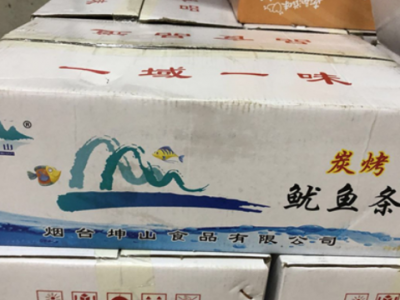 一域一味
山®
炭烤
鱿鱼条
烟台坤山食品有限公司